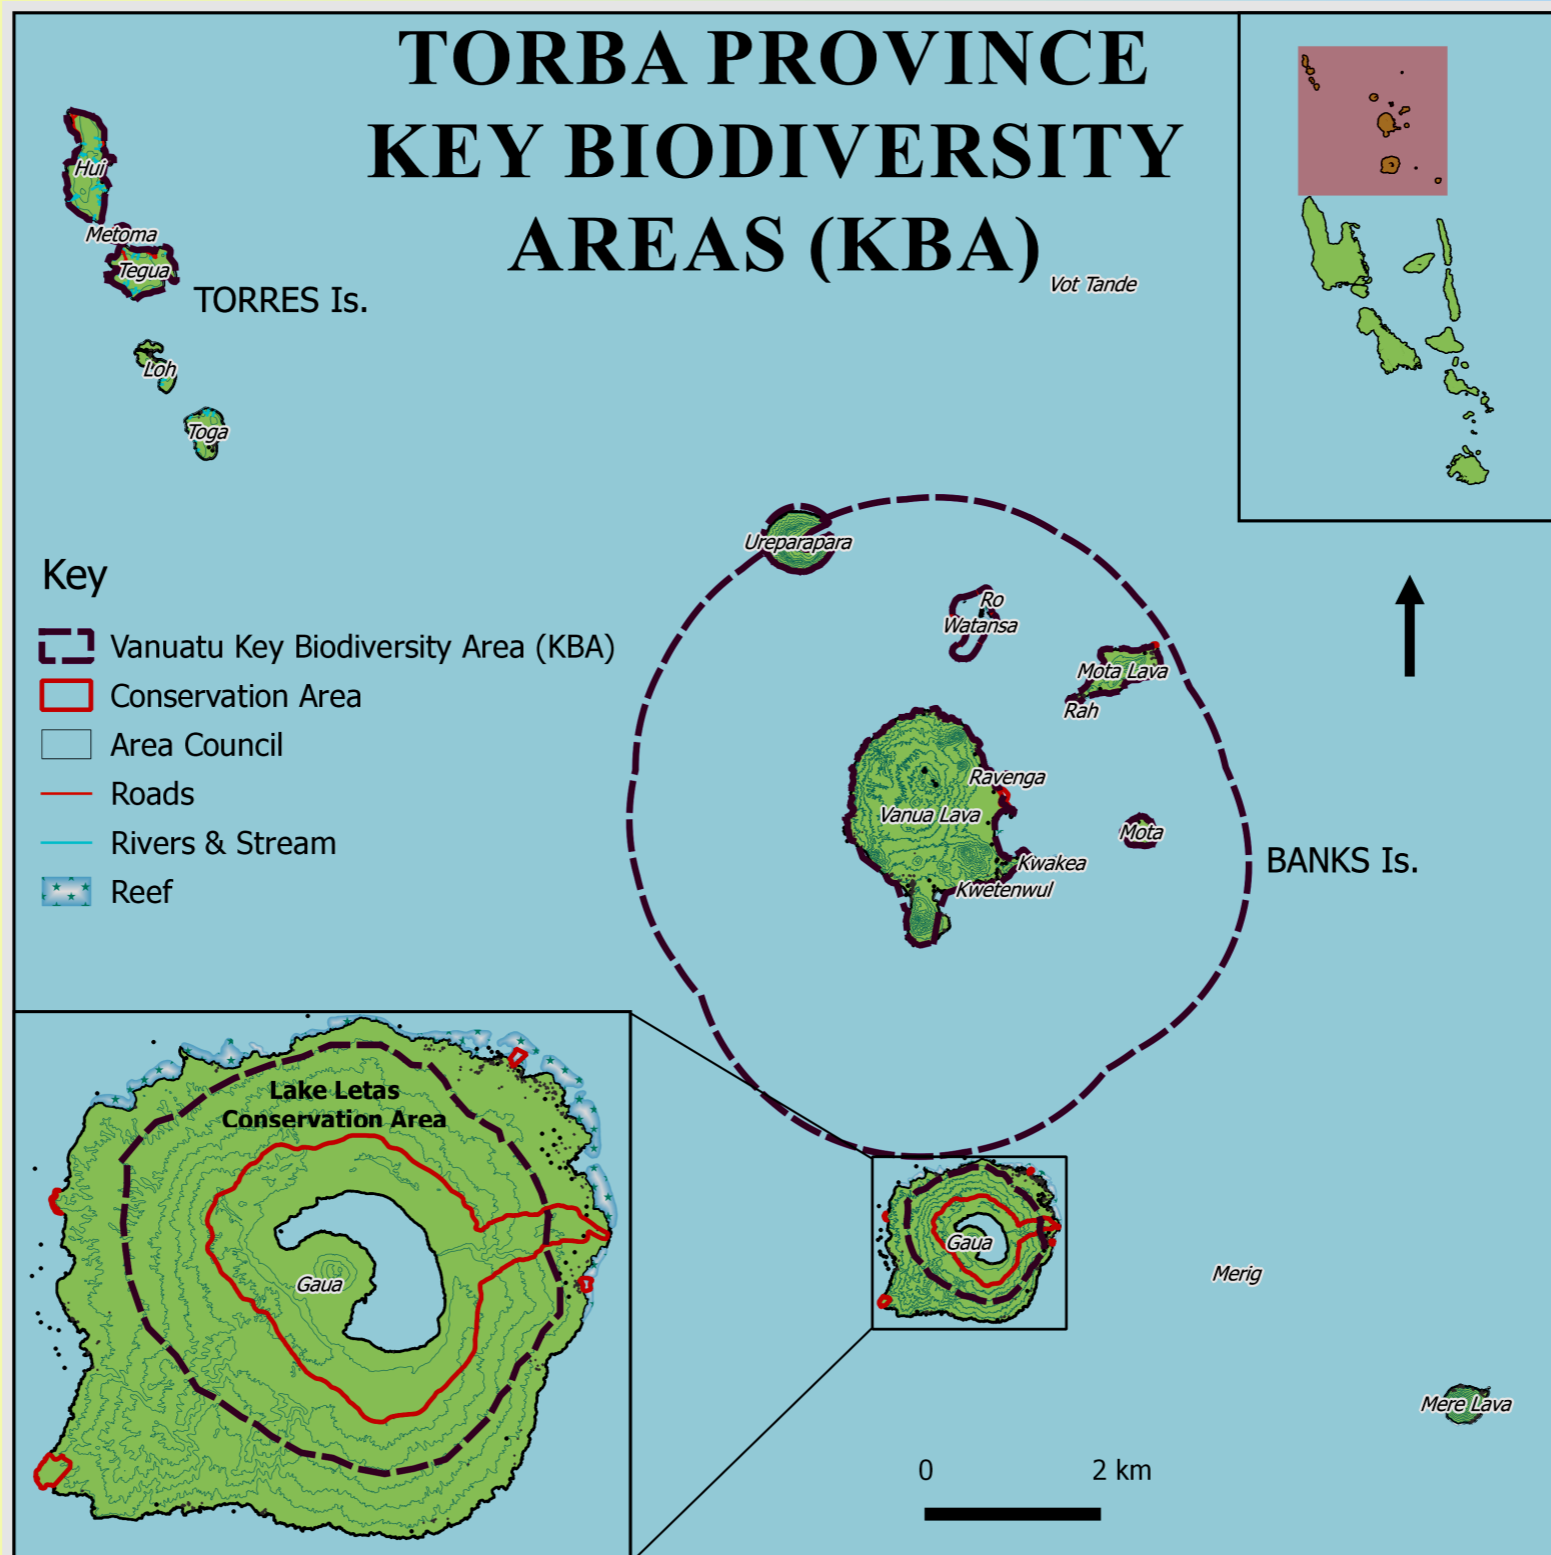 TORBA PROVINCE
KEY BIODIVERSITY
AREAS (KBA)
Vot Tande
Hui
Metoma
Tegua
TORRES Is.
Loh
Toga
Ureparapara
Ro
Watansa
Mota Lava
Rah
Ravenga
Vanua Lava
Mota
Kwakea
Kwetenwul
BANKS Is.
Key
Vanuatu Key Biodiversity Area (KBA)
Conservation Area
Area Council
Roads
Rivers & Stream
Reef
Lake Letas
Conservation Area
Gaua
Gaua
Merig
Mere Lava
0 2 km